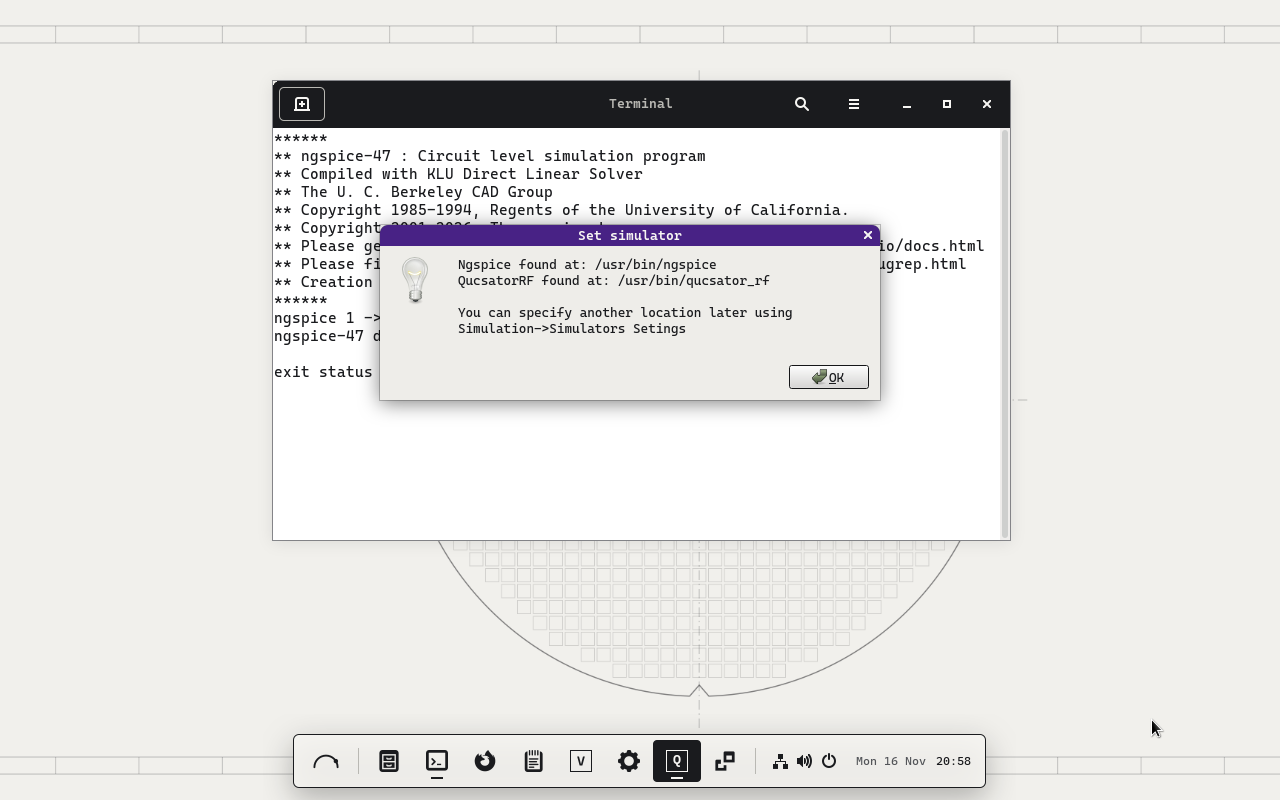 Terminal
******
** ngspice-47 : Circuit level simulation program
** Compiled with KLU Direct Linear Solver
** The U. C. Berkeley CAD Group
** Copyright 1985-1994, Regents of the University of California.
** Copyright
** Please ge
io/docs.html
** Please fi
ugrep.html
** Creation
******
ngspice 1 ->
ngspice-47 d
exit status
Set simulator
Ngspice found at: /usr/bin/ngspice
QucsatorRF found at: /usr/bin/qucsator_rf
You can specify another location later using
Simulation->Simulators Setings
OK
V
Q
Mon 16 Nov 20:58